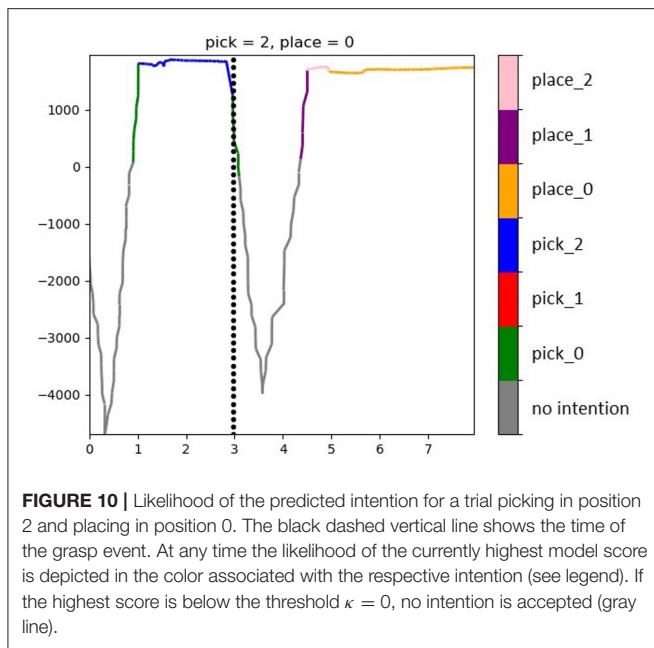 pick = 2, place = 0
1000
0
−1000
−2000
−3000
−4000
0 1 2 3 4 5 6 7
place_2
place_1
place_0
pick_2
pick_1
pick_0
no intention
FIGURE 10 | Likelihood of the predicted intention for a trial picking in position
2 and placing in position 0. The black dashed vertical line shows the time of
the grasp event. At any time the likelihood of the currently highest model score
is depicted in the color associated with the respective intention (see legend). If
the highest score is below the threshold κ = 0, no intention is accepted (gray
line).